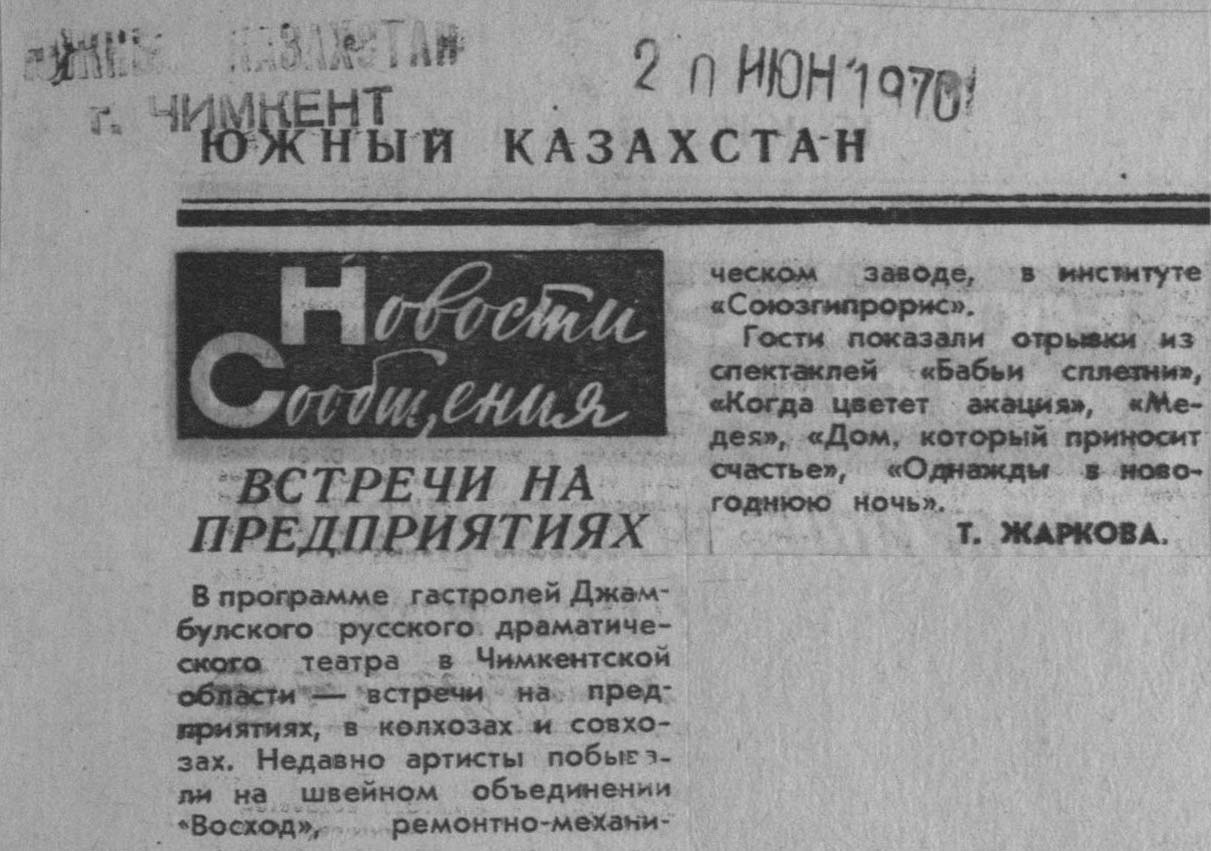 ЮЖНЫЙ КАЗАХСТАН
г. ЧИМКЕНТ
2 ИЮН 1970
ЮЖНЫЙ КАЗАХСТАН
Новости
Сообщения
ВСТРЕЧИ НА
ПРЕДПРИЯТИЯХ
В программе гастролей Джам-
булского русского драматиче-
ского театра в Чимкентской
области — встречи на пред-
приятиях, в колхозах и совхо-
зах. Недавно артисты побыва-
ли на швейном объединении
«Восход», ремонтно-механи-
ческом заводе, в институте
«Союзгипрорис».
Гости показали отрывки из
спектаклей «Бабьи сплетни»,
«Когда цветет акация», «Ме-
дея», «Дом, который приносит
счастье», «Однажды в ново-
годнюю ночь».
Т. ЖАРКОВА.